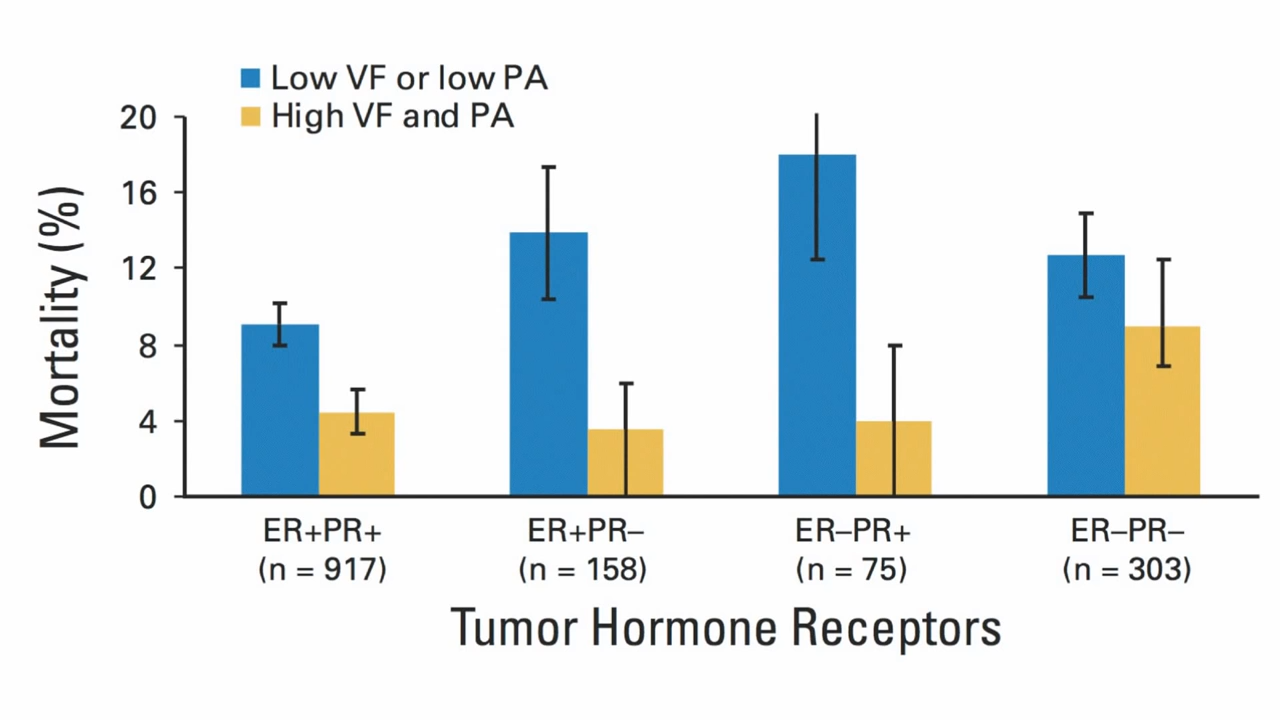 Low VF or low PA
High VF and PA
Mortality (%)
20
16
12
8
4
0
ER+PR+
(n = 917)
ER+PR–
(n = 158)
ER–PR+
(n = 75)
ER–PR–
(n = 303)
Tumor Hormone Receptors